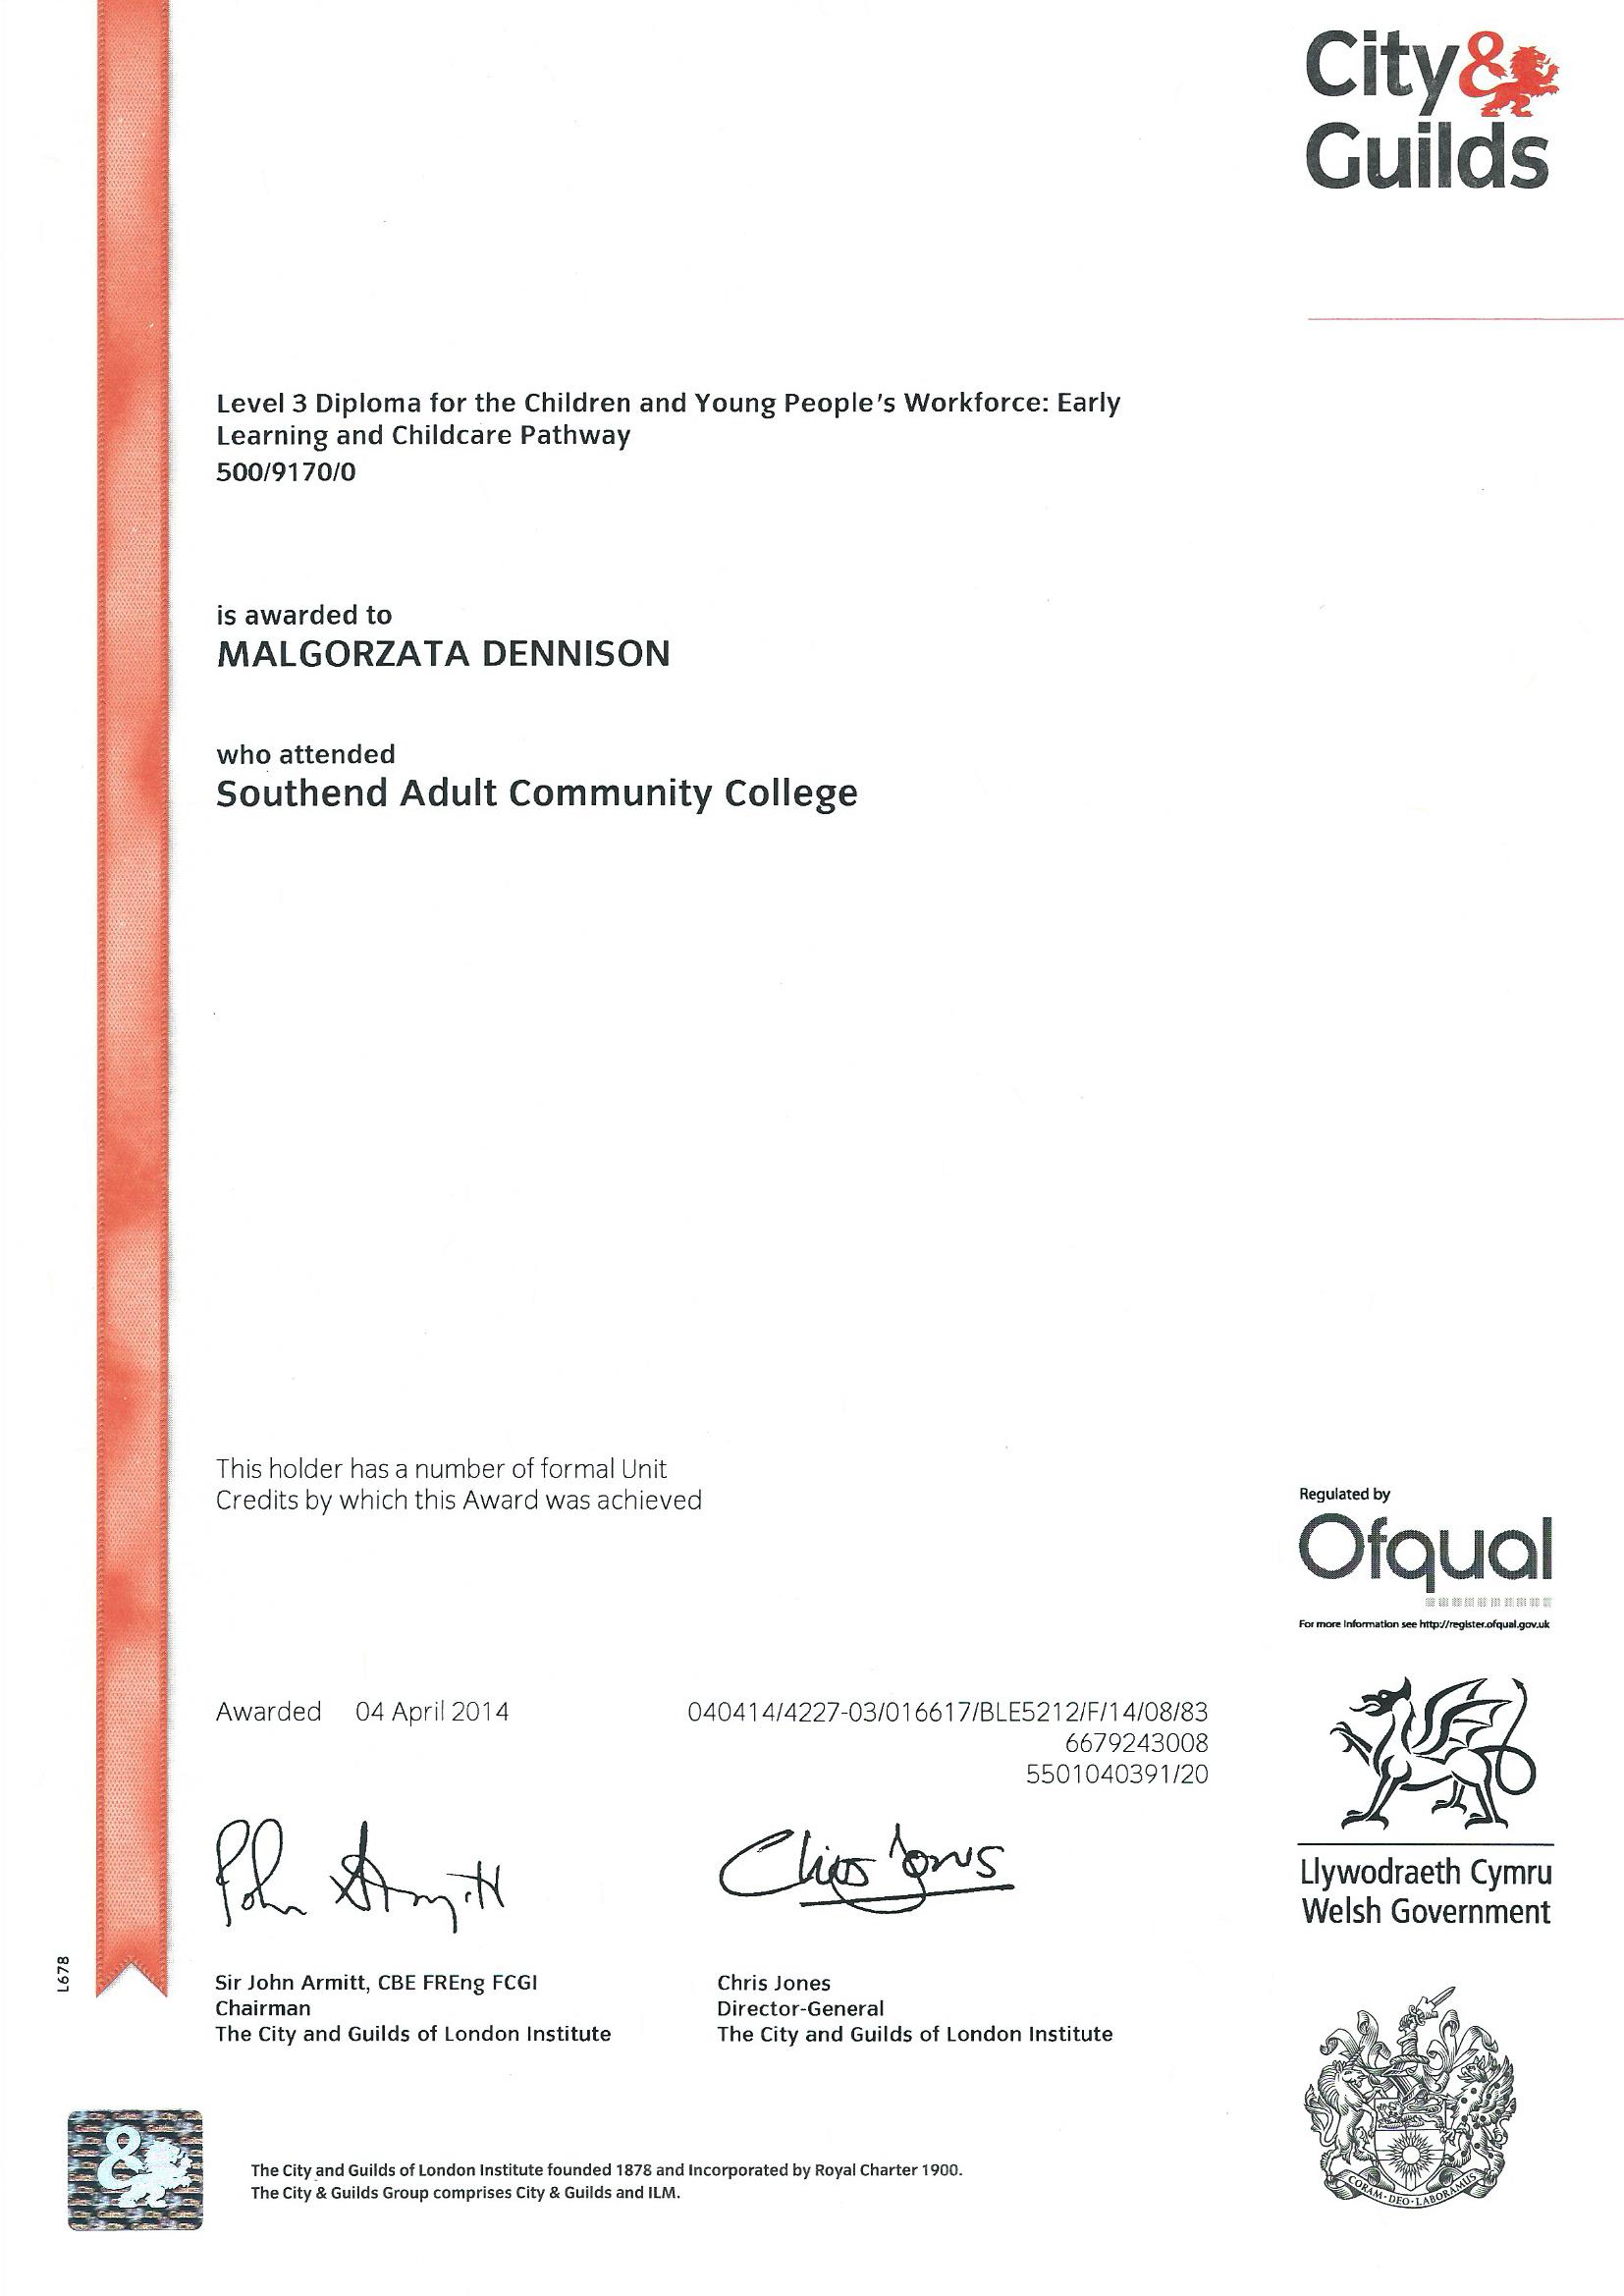 City&
Guilds
Level 3 Diploma for the Children and Young People's Workforce: Early
Learning and Childcare Pathway
500/9170/0
is awarded to
MALGORZATA DENNISON
who attended
Southend Adult Community College
This holder has a number of formal Unit
Credits by which this Award was achieved
Regulated by
Ofqual
For more information see http://register.ofqual.gov.uk
Awarded 04 April 2014
040414/4227-03/016617/BLE5212/F/14/08/83
6679243008
5501040391/20
Llywodraeth Cymru
Welsh Government
John Armitt
Chris Jones
L678
Sir John Armitt, CBE FREng FCGI
Chairman
The City and Guilds of London Institute
Chris Jones
Director-General
The City and Guilds of London Institute
&
The City and Guilds of London Institute founded 1878 and Incorporated by Royal Charter 1900.
The City & Guilds Group comprises City & Guilds and ILM.
CORAM·DEO·LABORAMUS